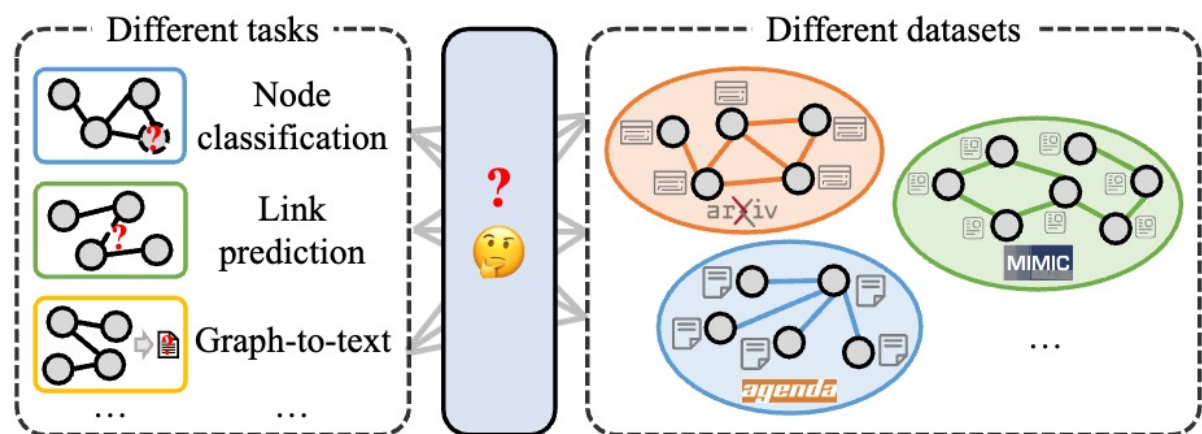 Different tasks
Node
classification
?
Link
prediction
?
Graph-to-text
?
...
...
?
Different datasets
arXiv
MIMIC
agenda
...